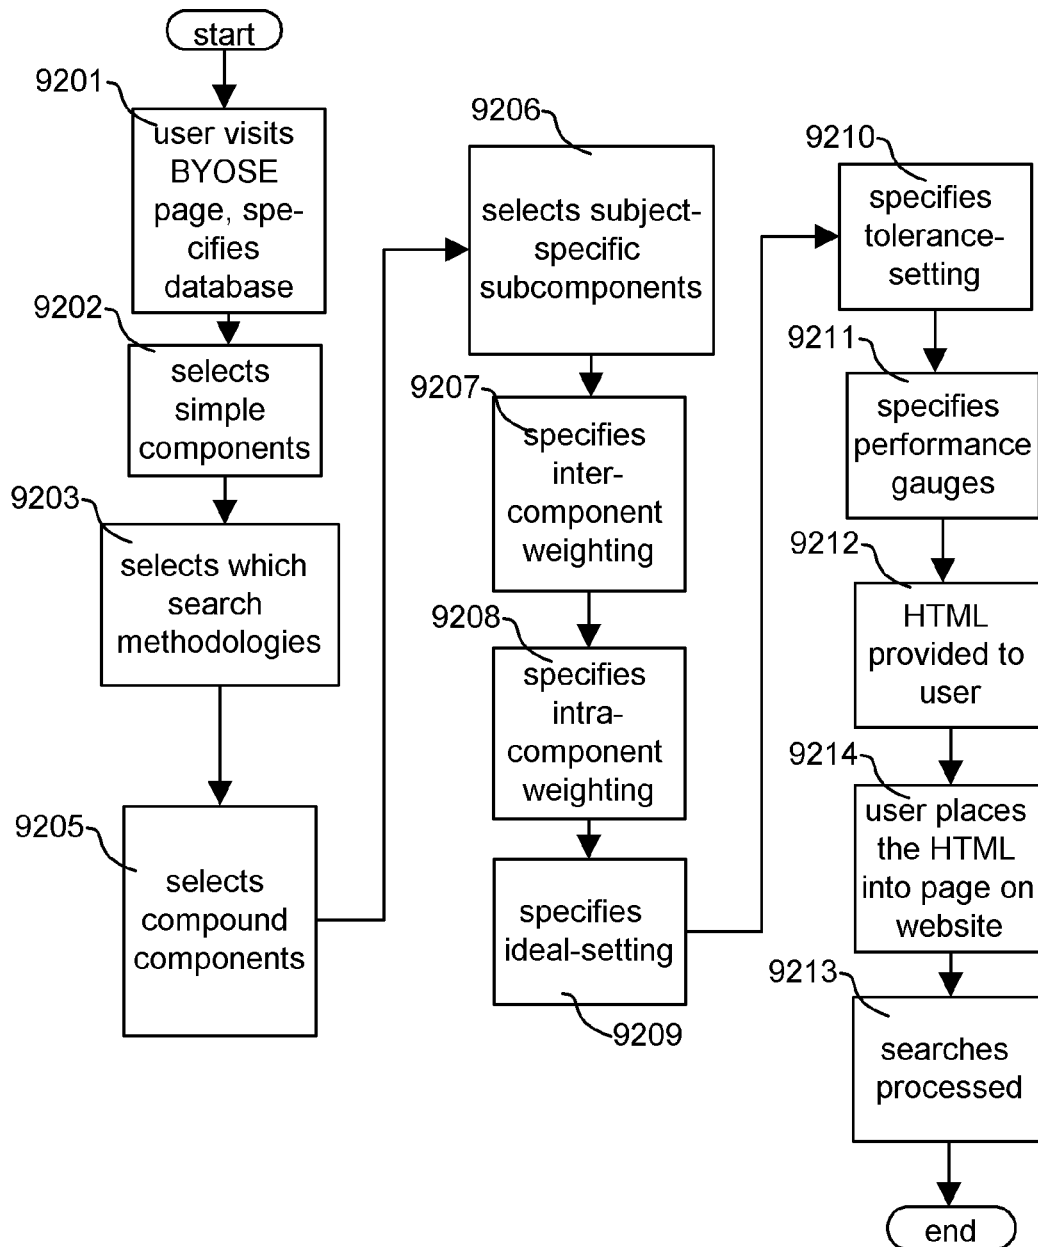 start
9201
user visits
BYOSE
page, spe-
cifies
database
9202
selects
simple
components
9203
selects which
search
methodologies
9205
selects
compound
components
9206
selects subject-
specific
subcomponents
9207
specifies
inter-
component
weighting
9208
specifies
intra-
component
weighting
specifies
ideal-setting
9209
9210
specifies
tolerance-
setting
9211
specifies
performance
gauges
9212
HTML
provided to
user
9214
user places
the HTML
into page on
website
9213
searches
processed
end